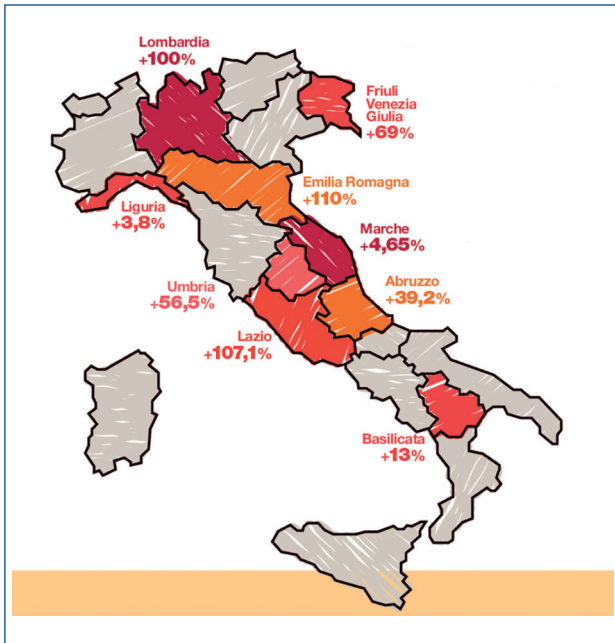 Lombardia
+100%
Friuli
Venezia
Giulia
+69%
Emilia Romagna
+110%
Liguria
+3,8%
Marche
+4,65%
Umbria
+56,5%
Abruzzo
+39,2%
Lazio
+107,1%
Basilicata
+13%